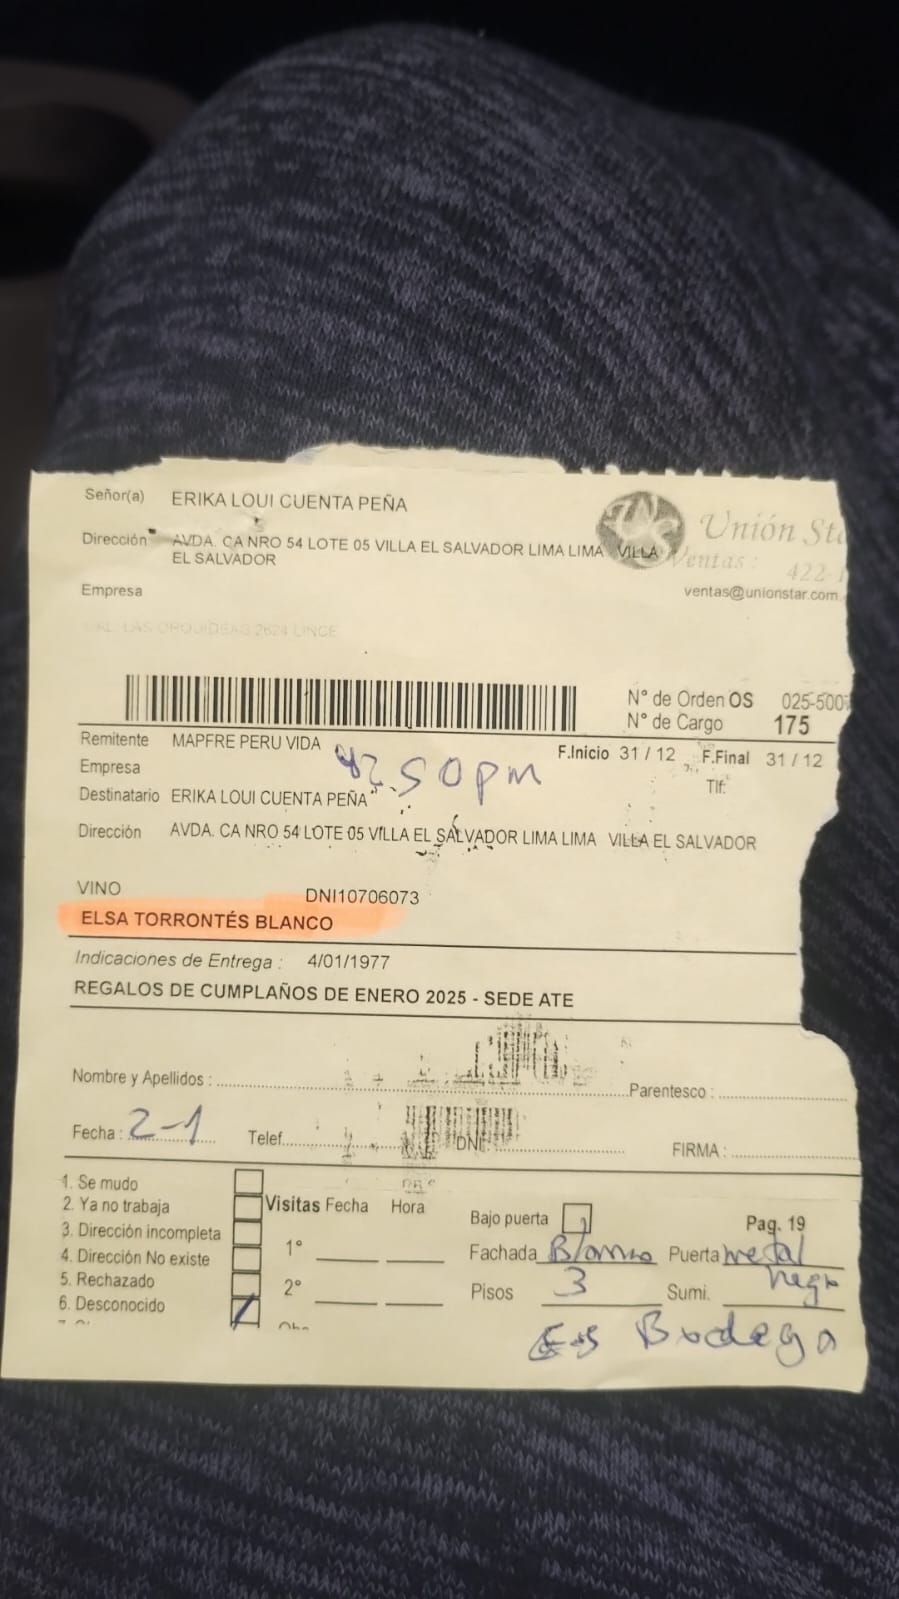 Señor(a) ERIKA LOUI CUENTA PEÑA
Unión Sta
Dirección AVDA. CA NRO 54 LOTE 05 VILLA EL SALVADOR LIMA LIMA VILLA
EL SALVADOR
Ventas :
422-1
Empresa
ventas@unionstar.com.
CAL. LAS ORQUIDEAS 2624 LINCE
N° de Orden OS 025-500
N° de Cargo 175
Remitente MAPFRE PERU VIDA
F.Inicio 31 / 12 F.Final 31 / 12
Empresa
50pm
Tlf:
Destinatario ERIKA LOUI CUENTA PEÑA
Dirección AVDA. CA NRO 54 LOTE 05 VILLA EL SALVADOR LIMA LIMA VILLA EL SALVADOR
VINO DNI10706073
ELSA TORRONTÉS BLANCO
Indicaciones de Entrega : 4/01/1977
REGALOS DE CUMPLAÑOS DE ENERO 2025 - SEDE ATE
Nombre y Apellidos : Parentesco :
Fecha : 2-1 Telef. DNI FIRMA :
1. Se mudo
2. Ya no trabaja
3. Dirección incompleta
4. Dirección No existe
5. Rechazado
6. Desconocido
Visitas Fecha Hora
1°
2°
Bajo puerta Pag. 19
Fachada Blanco Puerta metal
negr
Pisos 3 Sumi.
Es Bodega